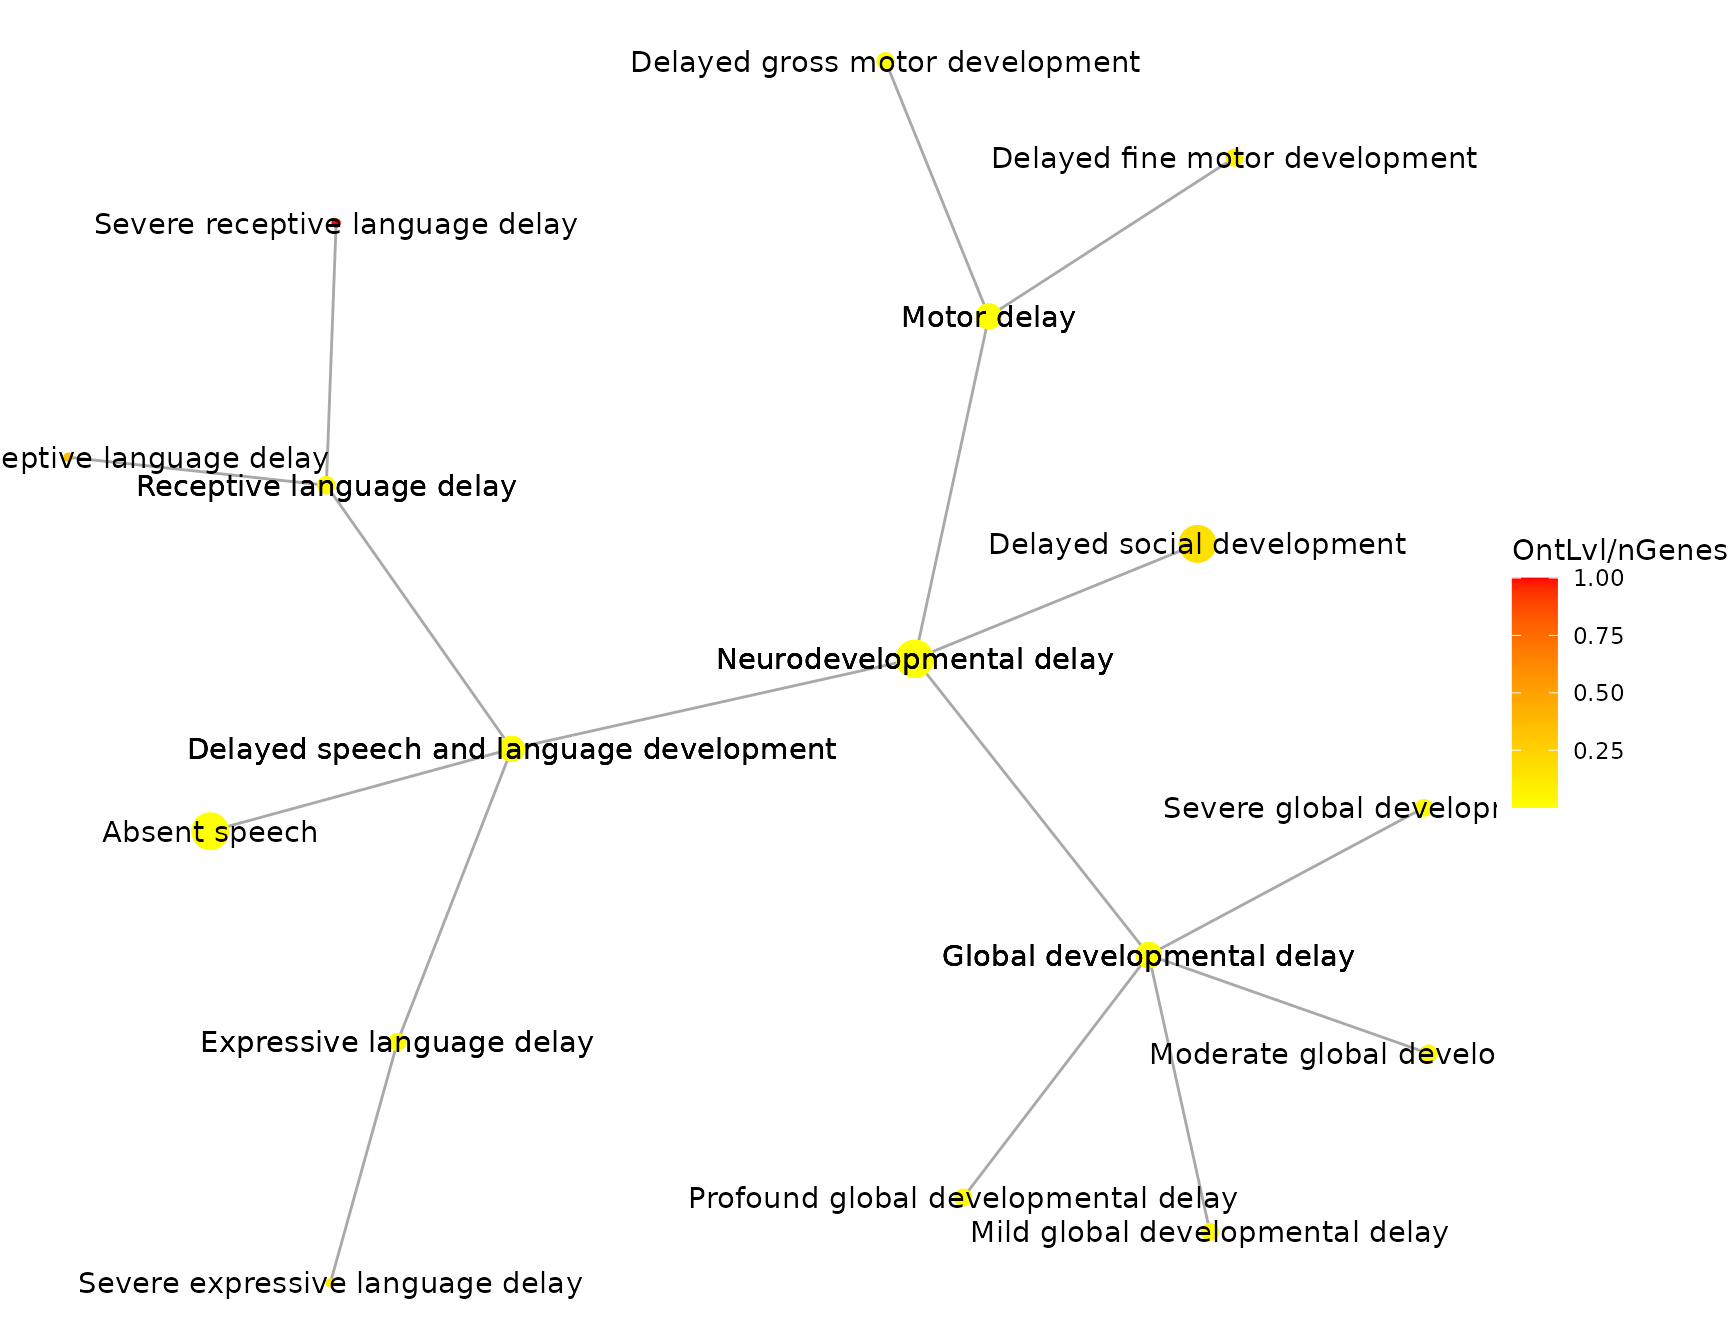 Delayed gross motor development
Delayed fine motor development
Severe receptive language delay
Motor delay
eptive language delay
Receptive language delay
Delayed social development
OntLvl/nGenes
1.00
0.75
0.50
0.25
Neurodevelopmental delay
Delayed speech and language development
Severe global develop
Absent speech
Global developmental delay
Expressive language delay
Moderate global develo
Profound global developmental delay
Mild global developmental delay
Severe expressive language delay